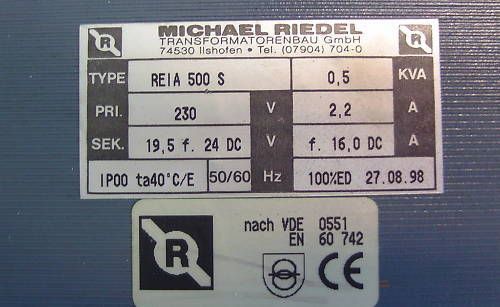 R MICHAEL RIEDEL R
TRANSFORMATORENBAU GmbH
74530 Ilshofen • Tel. (07904) 704-0
TYPE REIA 500 S 0,5 KVA
PRI. 230 V 2,2 A
SEK. 19,5 f. 24 DC V f. 16,0 DC A
IP00 ta40°C/E 50/60 Hz 100%ED 27.08.98
R nach VDE 0551
EN 60 742
CE